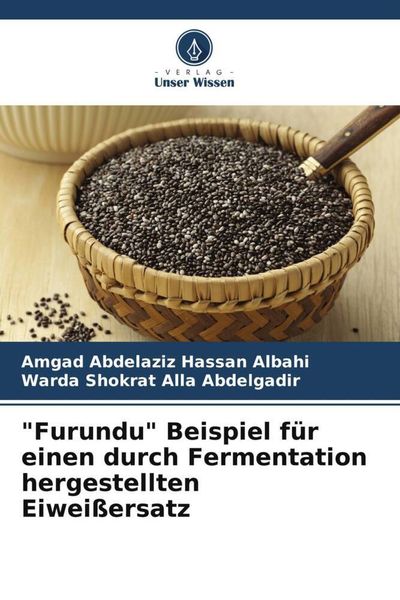 - VERLAG -
Unser Wissen
Amgad Abdelaziz Hassan Albahi
Warda Shokrat Alla Abdelgadir
"Furundu" Beispiel für
einen durch Fermentation
hergestellten
Eiweißersatz